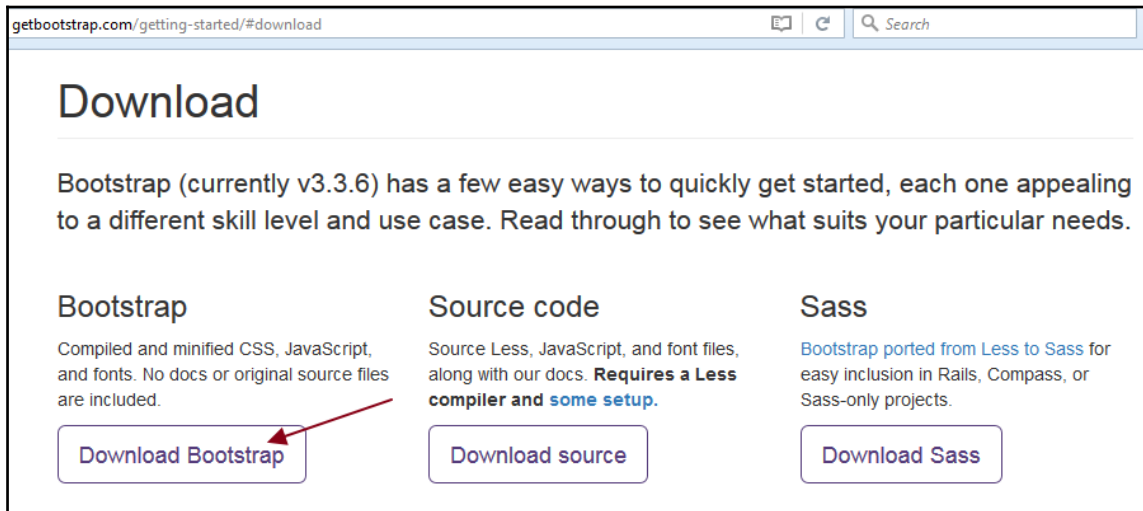 getbootstrap.com/getting-started/#download
Search
Download
Bootstrap (currently v3.3.6) has a few easy ways to quickly get started, each one appealing
to a different skill level and use case. Read through to see what suits your particular needs.
Bootstrap
Compiled and minified CSS, JavaScript,
and fonts. No docs or original source files
are included.
Download Bootstrap
Source code
Source Less, JavaScript, and font files,
along with our docs. Requires a Less
compiler and some setup.
Download source
Sass
Bootstrap ported from Less to Sass for
easy inclusion in Rails, Compass, or
Sass-only projects.
Download Sass